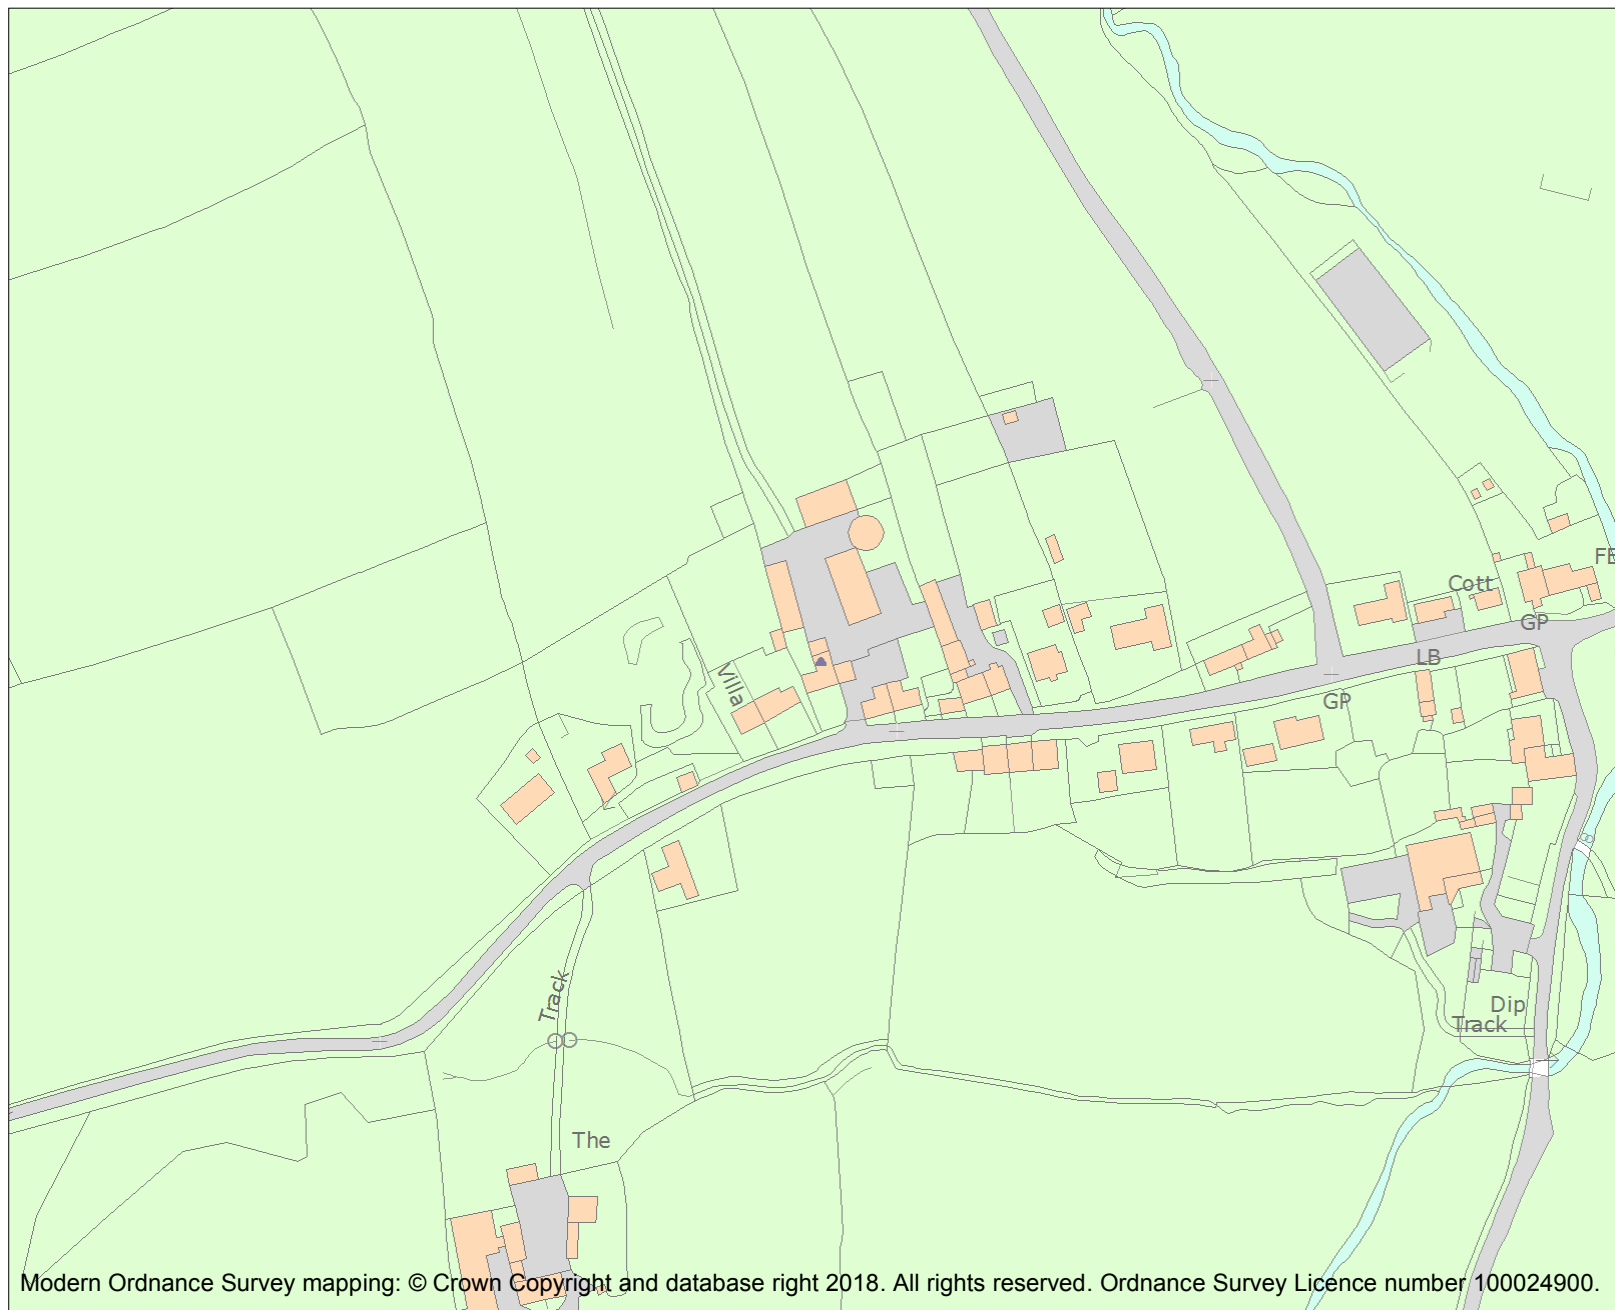 FB
Cott
GP
LB
Villa
GP
Track
Dip
Track
The
Modern Ordnance Survey mapping: © Crown Copyright and database right 2018. All rights reserved. Ordnance Survey Licence number 100024900.